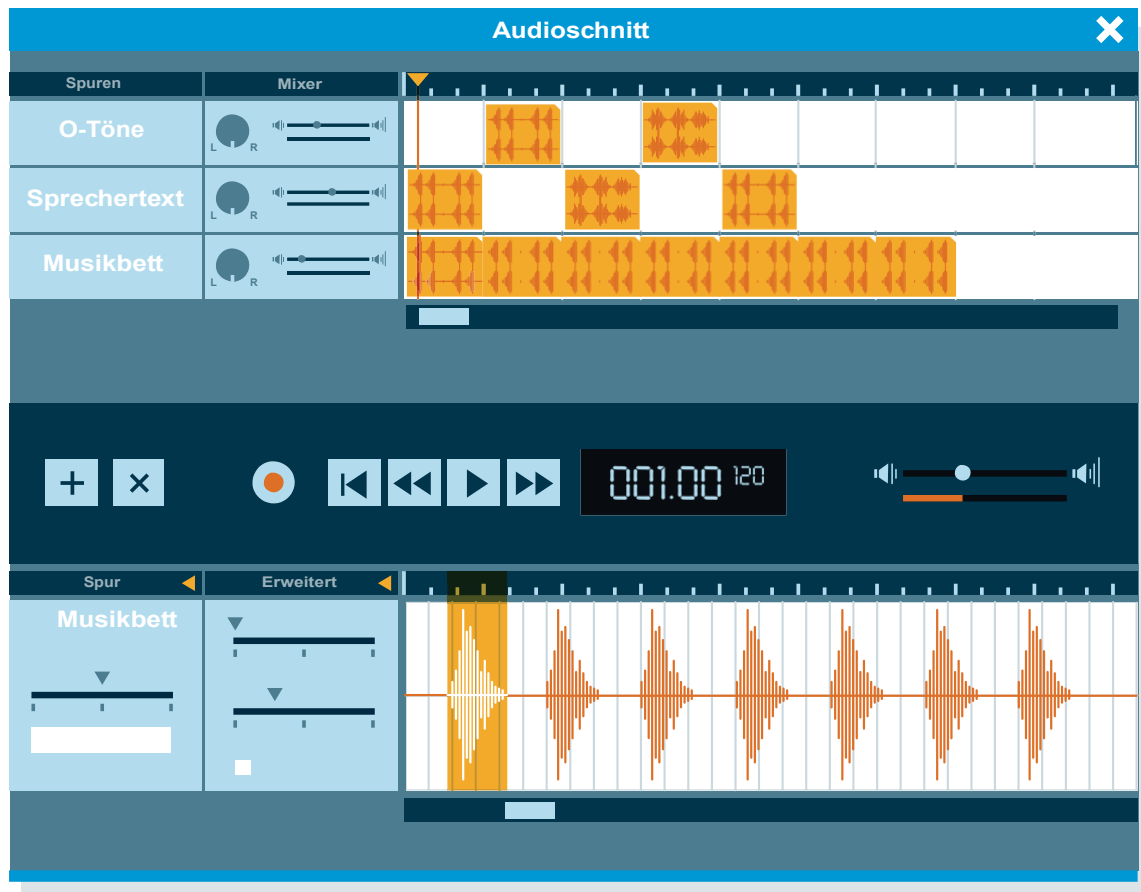 Audioschnitt
Spuren Mixer
O-Töne
L R
Sprechertext
L R
Musikbett
L R
001.00 120
Spur Erweitert
Musikbett